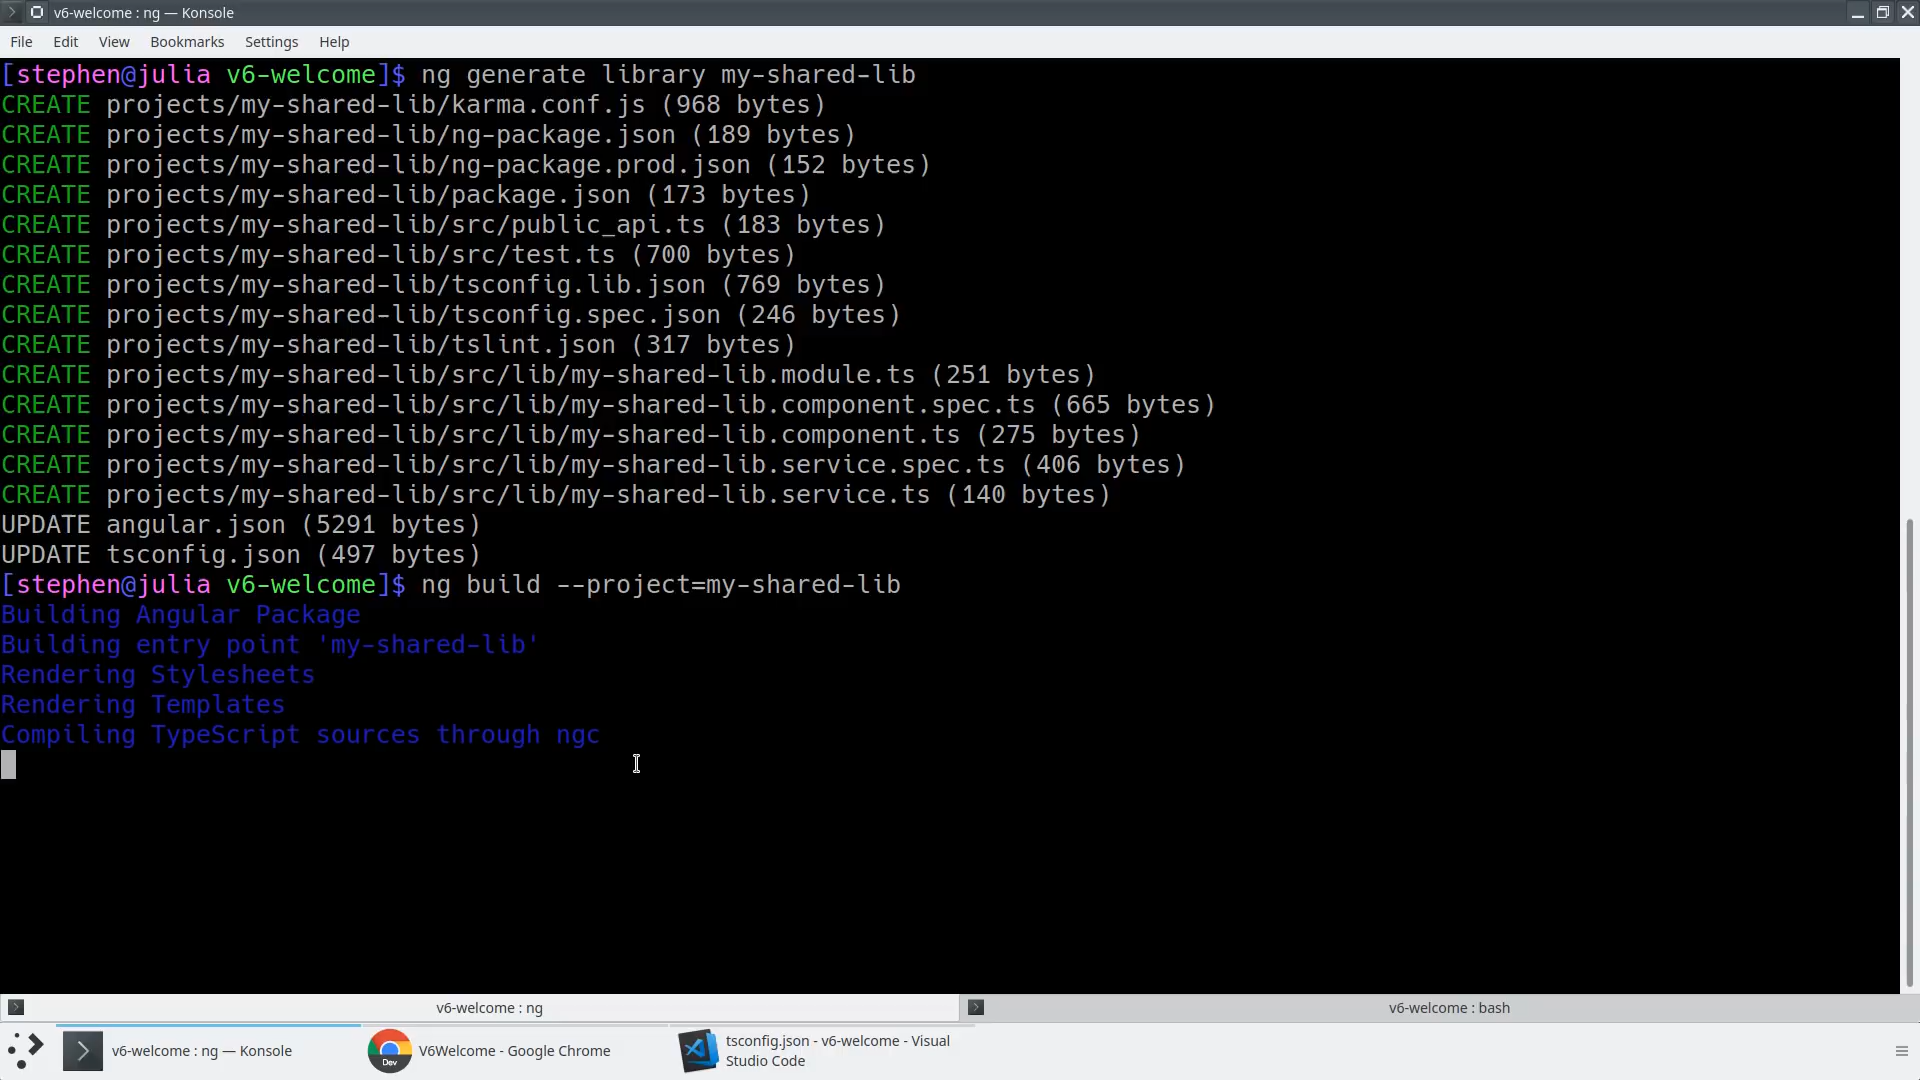 v6-welcome : ng — Konsole
File Edit View Bookmarks Settings Help
[stephen@julia v6-welcome]$ ng generate library my-shared-lib
CREATE projects/my-shared-lib/karma.conf.js (968 bytes)
CREATE projects/my-shared-lib/ng-package.json (189 bytes)
CREATE projects/my-shared-lib/ng-package.prod.json (152 bytes)
CREATE projects/my-shared-lib/package.json (173 bytes)
CREATE projects/my-shared-lib/src/public_api.ts (183 bytes)
CREATE projects/my-shared-lib/src/test.ts (700 bytes)
CREATE projects/my-shared-lib/tsconfig.lib.json (769 bytes)
CREATE projects/my-shared-lib/tsconfig.spec.json (246 bytes)
CREATE projects/my-shared-lib/tslint.json (317 bytes)
CREATE projects/my-shared-lib/src/lib/my-shared-lib.module.ts (251 bytes)
CREATE projects/my-shared-lib/src/lib/my-shared-lib.component.spec.ts (665 bytes)
CREATE projects/my-shared-lib/src/lib/my-shared-lib.component.ts (275 bytes)
CREATE projects/my-shared-lib/src/lib/my-shared-lib.service.spec.ts (406 bytes)
CREATE projects/my-shared-lib/src/lib/my-shared-lib.service.ts (140 bytes)
UPDATE angular.json (5291 bytes)
UPDATE tsconfig.json (497 bytes)
[stephen@julia v6-welcome]$ ng build --project=my-shared-lib
Building Angular Package
Building entry point 'my-shared-lib'
Rendering Stylesheets
Rendering Templates
Compiling TypeScript sources through ngc
v6-welcome : ng
v6-welcome : bash
v6-welcome : ng — Konsole
Dev
V6Welcome - Google Chrome
tsconfig.json - v6-welcome - Visual
Studio Code